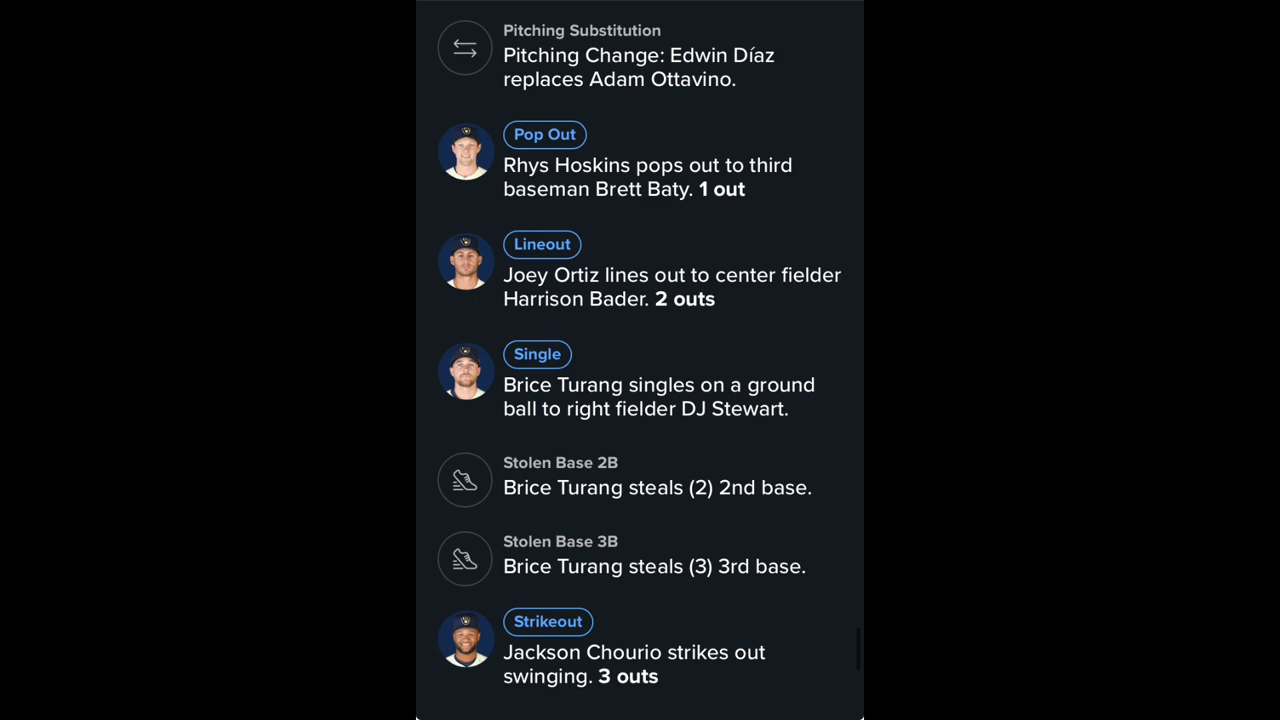 Pitching Substitution
Pitching Change: Edwin Díaz
replaces Adam Ottavino.
Pop Out
Rhys Hoskins pops out to third
baseman Brett Baty. 1 out
Lineout
Joey Ortiz lines out to center fielder
Harrison Bader. 2 outs
Single
Brice Turang singles on a ground
ball to right fielder DJ Stewart.
Stolen Base 2B
Brice Turang steals (2) 2nd base.
Stolen Base 3B
Brice Turang steals (3) 3rd base.
Strikeout
Jackson Chourio strikes out
swinging. 3 outs